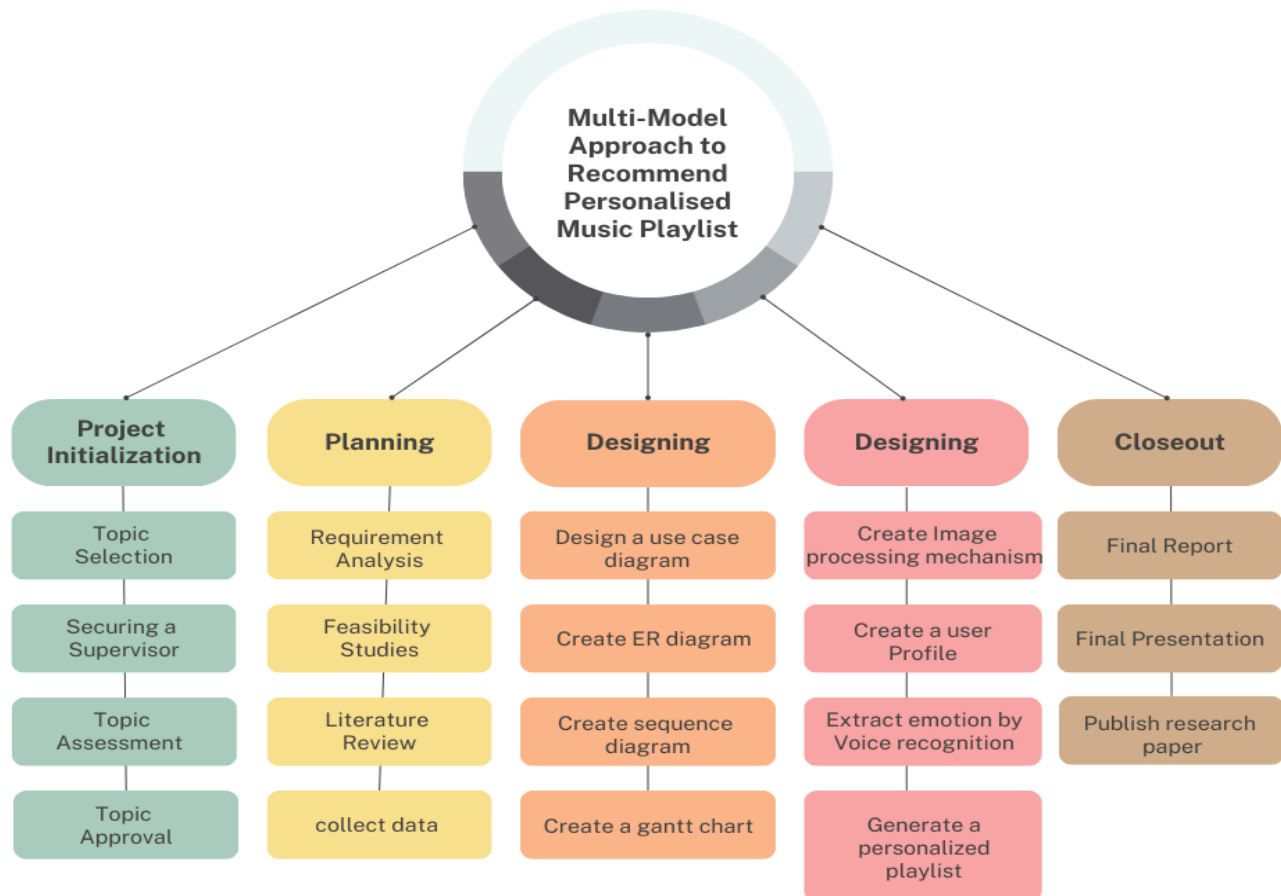 Multi-Model
Approach to
Recommend
Personalised
Music Playlist
Project
Initialization
Topic
Selection
Securing a
Supervisor
Topic
Assessment
Topic
Approval
Planning
Requirement
Analysis
Feasibility
Studies
Literature
Review
collect data
Designing
Design a use case
diagram
Create ER diagram
Create sequence
diagram
Create a gantt chart
Designing
Create Image
processing mechanism
Create a user
Profile
Extract emotion by
Voice recognition
Generate a
personalized
playlist
Closeout
Final Report
Final Presentation
Publish research
paper